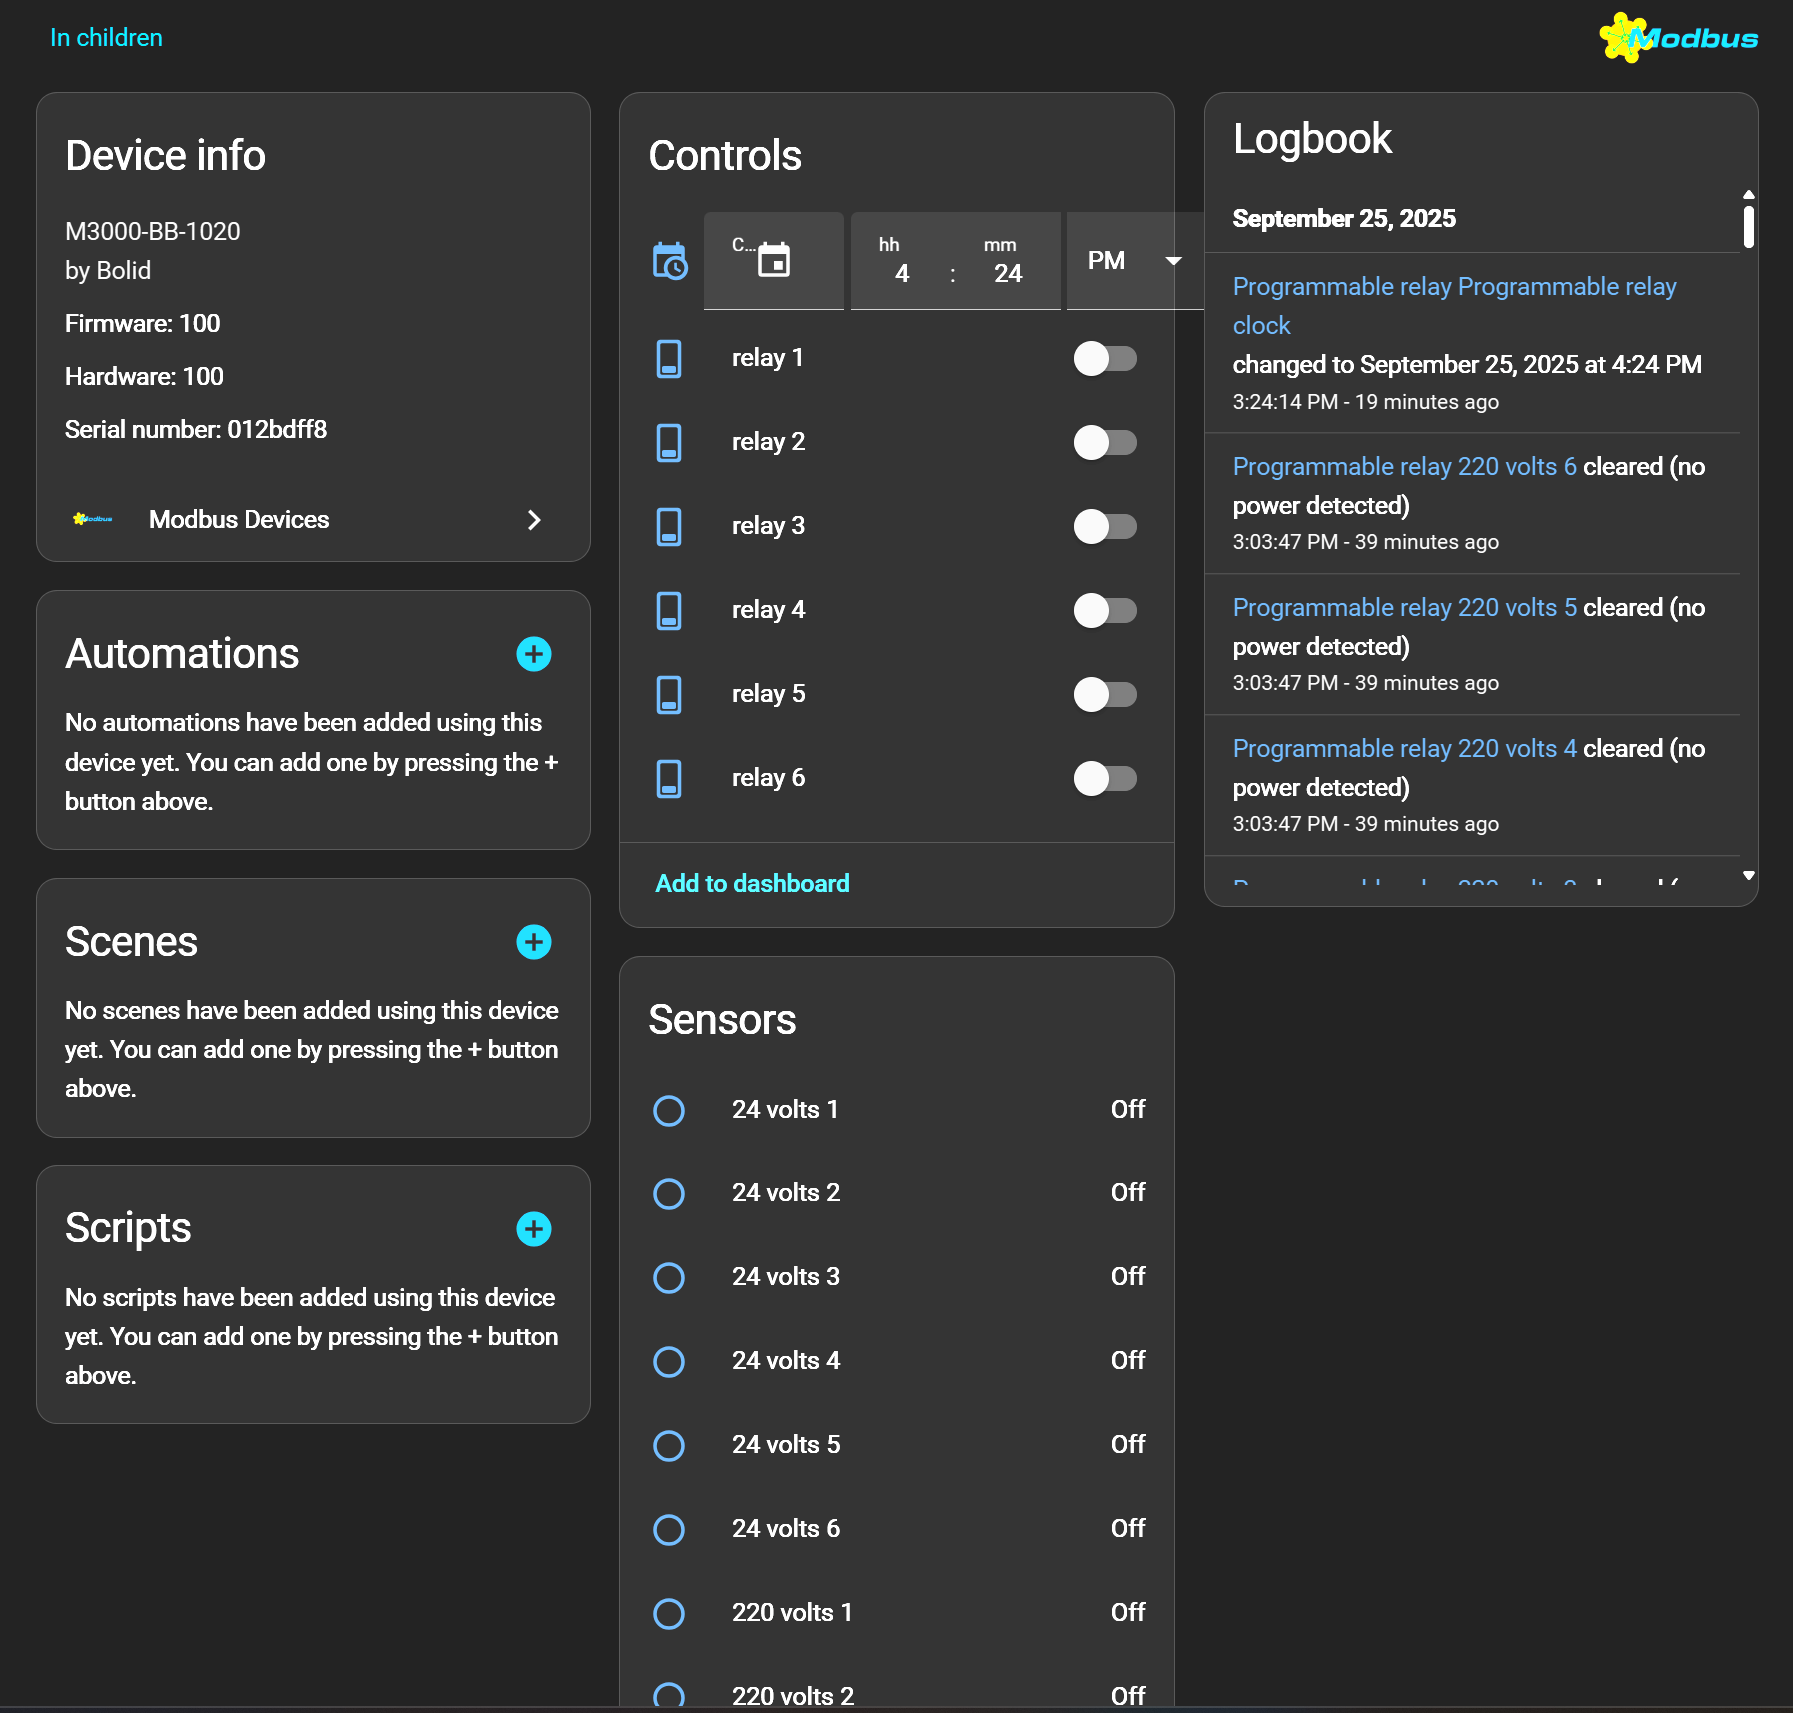 In children
Modbus
Device info
M3000-BB-1020
by Bolid
Firmware: 100
Hardware: 100
Serial number: 012bdff8
Modbus
Modbus Devices
Automations
No automations have been added using this
device yet. You can add one by pressing the +
button above.
Scenes
No scenes have been added using this device
yet. You can add one by pressing the + button
above.
Scripts
No scripts have been added using this device
yet. You can add one by pressing the + button
above.
Controls
C...
hh
mm
4 : 24
PM
relay 1
relay 2
relay 3
relay 4
relay 5
relay 6
Add to dashboard
Sensors
24 volts 1 Off
24 volts 2 Off
24 volts 3 Off
24 volts 4 Off
24 volts 5 Off
24 volts 6 Off
220 volts 1 Off
220 volts 2 Off
Logbook
September 25, 2025
Programmable relay Programmable relay
clock
changed to September 25, 2025 at 4:24 PM
3:24:14 PM - 19 minutes ago
Programmable relay 220 volts 6 cleared (no
power detected)
3:03:47 PM - 39 minutes ago
Programmable relay 220 volts 5 cleared (no
power detected)
3:03:47 PM - 39 minutes ago
Programmable relay 220 volts 4 cleared (no
power detected)
3:03:47 PM - 39 minutes ago